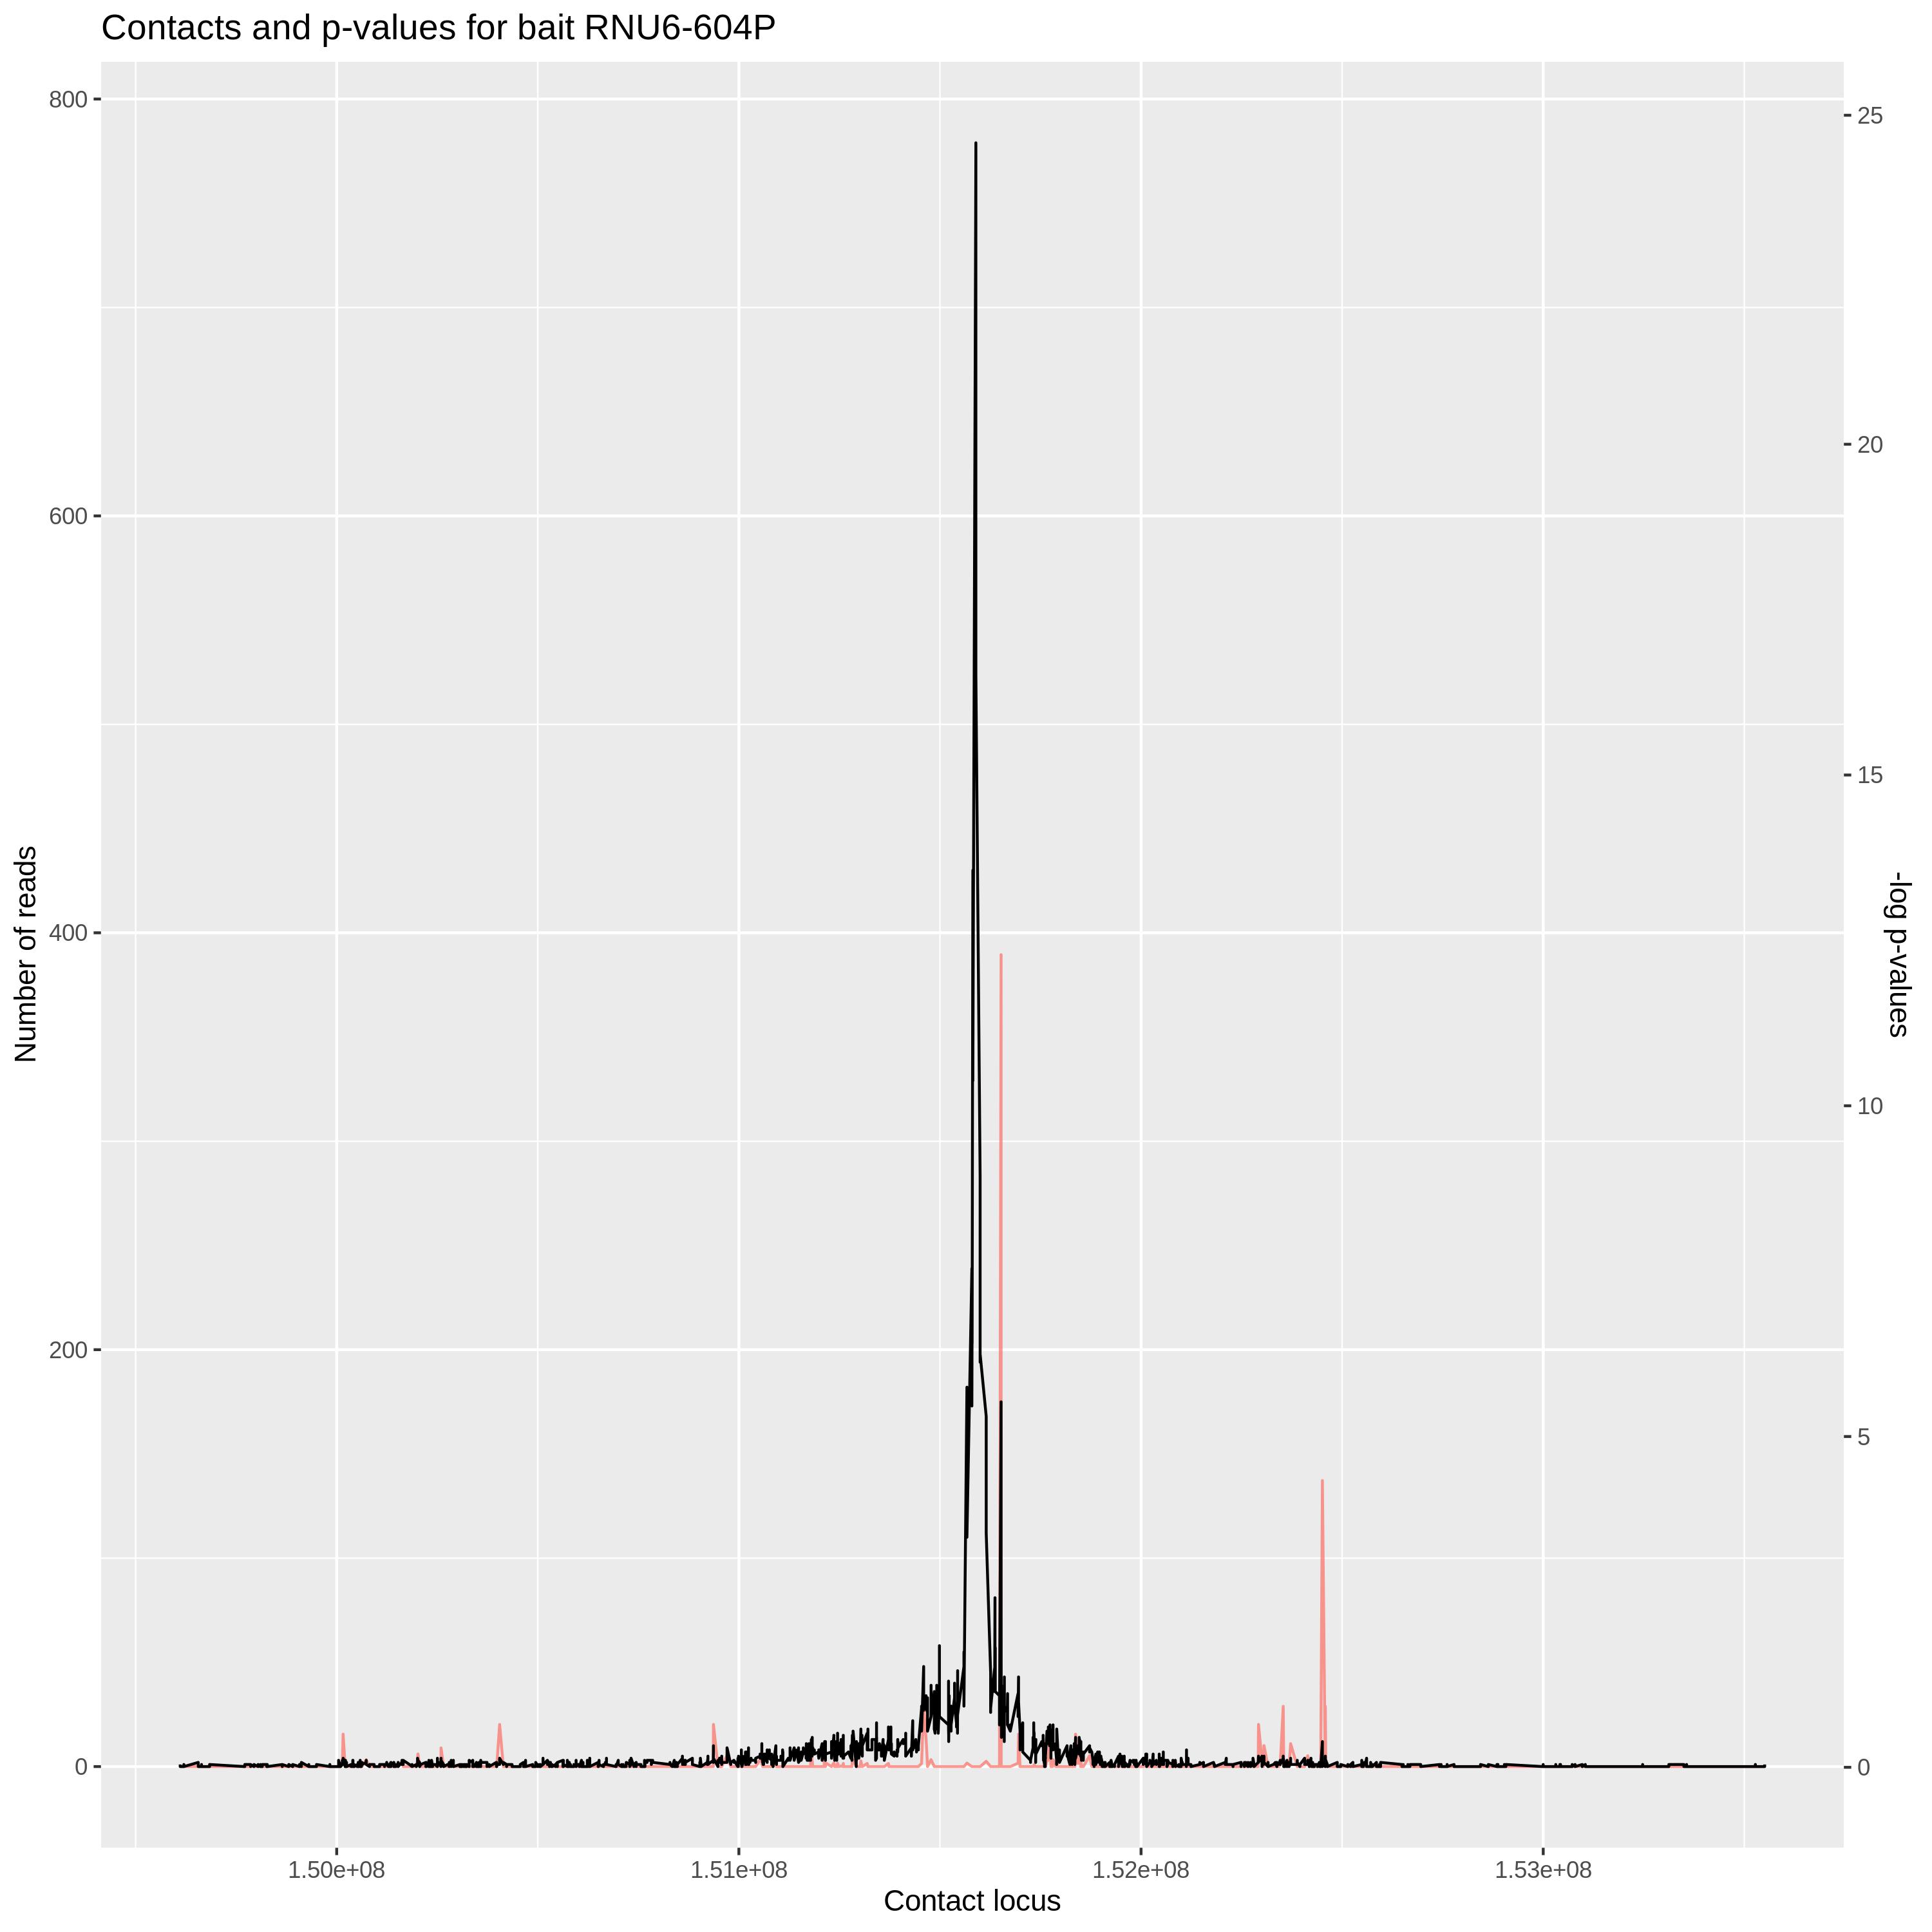 Contacts and p-values for bait RNU6-604P
800
600
400
200
0
Number of reads
25
20
15
10
5
0
-log p-values
1.50e+08
1.51e+08
1.52e+08
1.53e+08
Contact locus